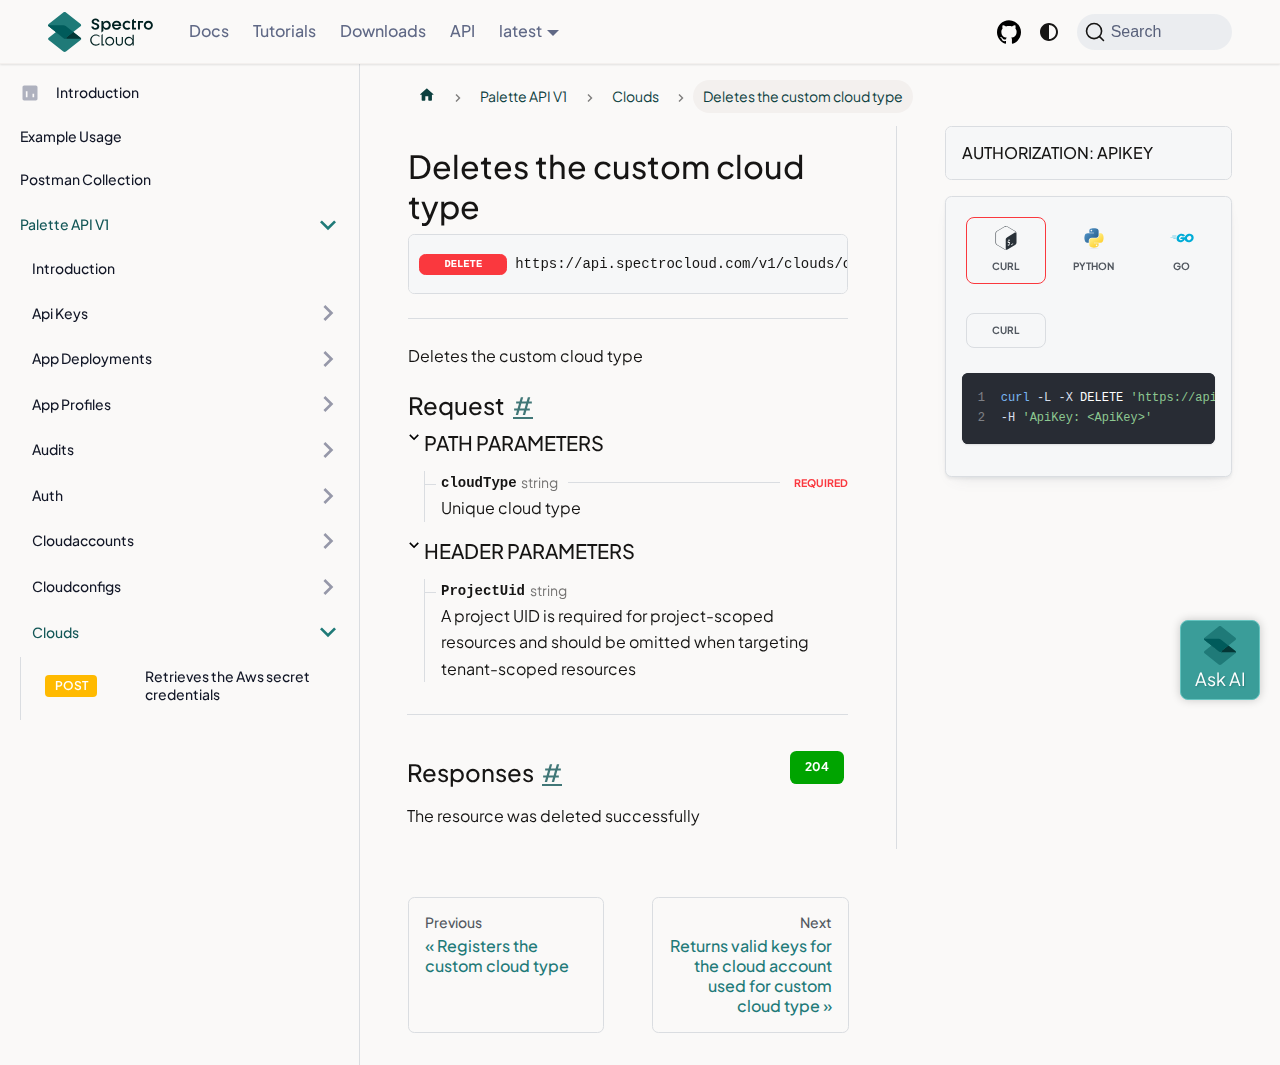 Spectro
Cloud
Docs
Tutorials
Downloads
API
latest
Search
Introduction
Example Usage
Postman Collection
Palette API V1
Introduction
Api Keys
App Deployments
App Profiles
Audits
Auth
Cloudaccounts
Cloudconfigs
Clouds
POST
Retrieves the Aws secret
credentials
Palette API V1
Clouds
Deletes the custom cloud type
Deletes the custom cloud
type
DELETE
https://api.spectrocloud.com/v1/clouds/
Deletes the custom cloud type
Request #
PATH PARAMETERS
cloudType string
REQUIRED
Unique cloud type
HEADER PARAMETERS
ProjectUid string
A project UID is required for project-scoped
resources and should be omitted when targeting
tenant-scoped resources
Responses #
204
The resource was deleted successfully
Previous
« Registers the
custom cloud type
Next
Returns valid keys for
the cloud account
used for custom
cloud type »
AUTHORIZATION: APIKEY
CURL
PYTHON
GO
CURL
1 curl -L -X DELETE 'https://api
2 -H 'ApiKey: <ApiKey>'
Ask AI